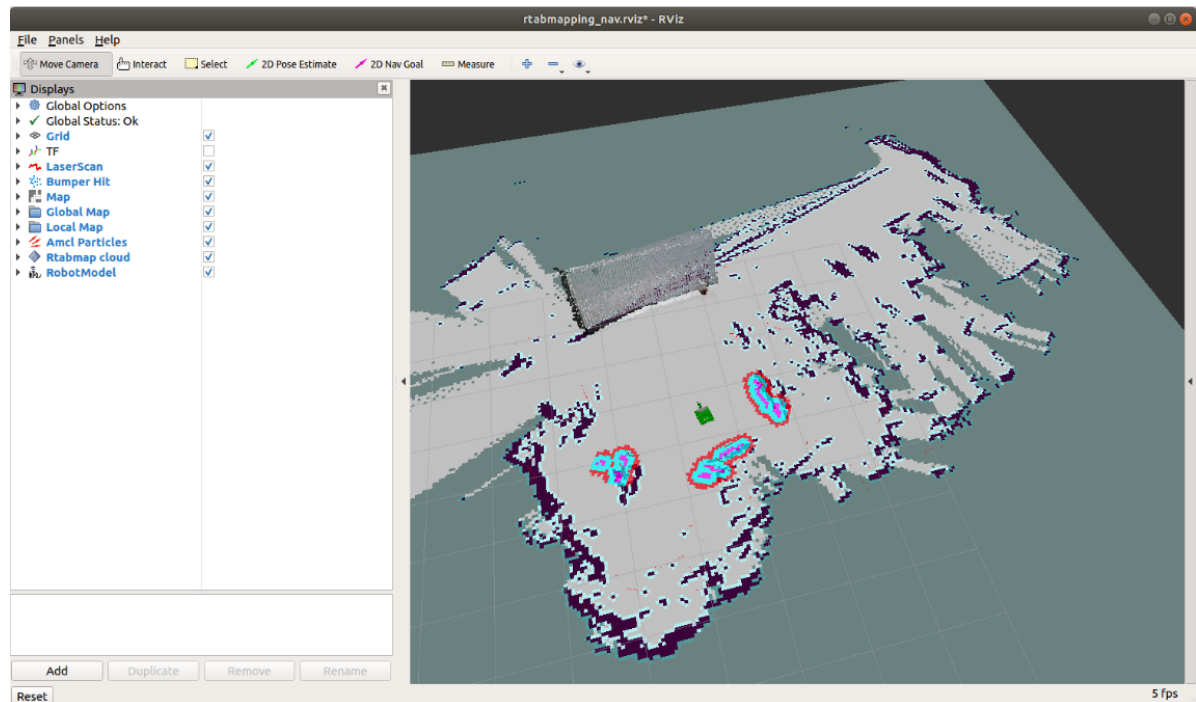 rtabmapping_nav.rviz* - RViz
File Panels Help
Move Camera Interact Select 2D Pose Estimate 2D Nav Goal Measure
Displays
Global Options
Global Status: Ok
Grid
TF
LaserScan
Bumper Hit
Map
Global Map
Local Map
Amcl Particles
Rtabmap cloud
RobotModel
Add Duplicate Remove Rename
Reset 5 fps